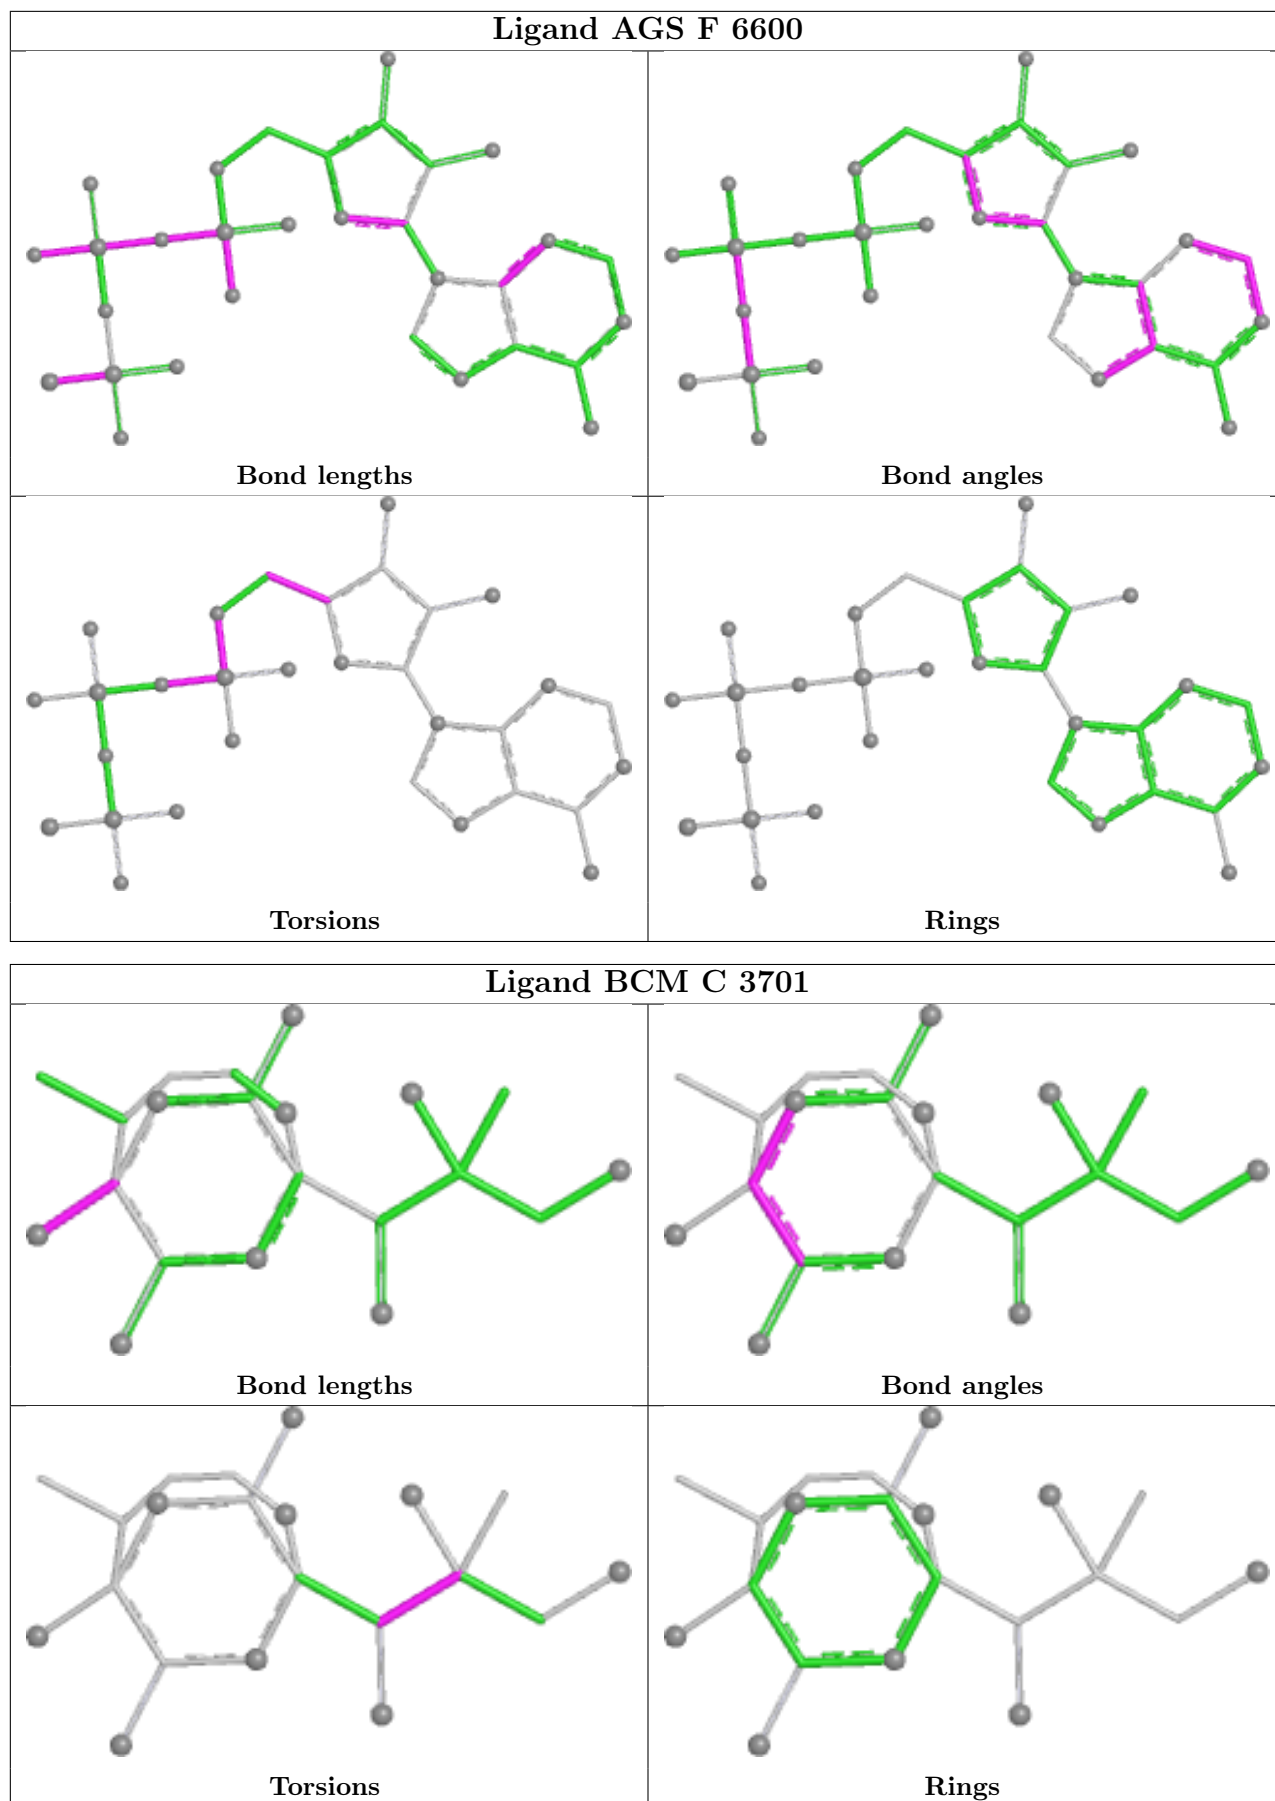 Ligand AGS F 6600
Bond lengths
Bond angles
Torsions
Rings
Ligand BCM C 3701
Bond lengths
Bond angles
Torsions
Rings